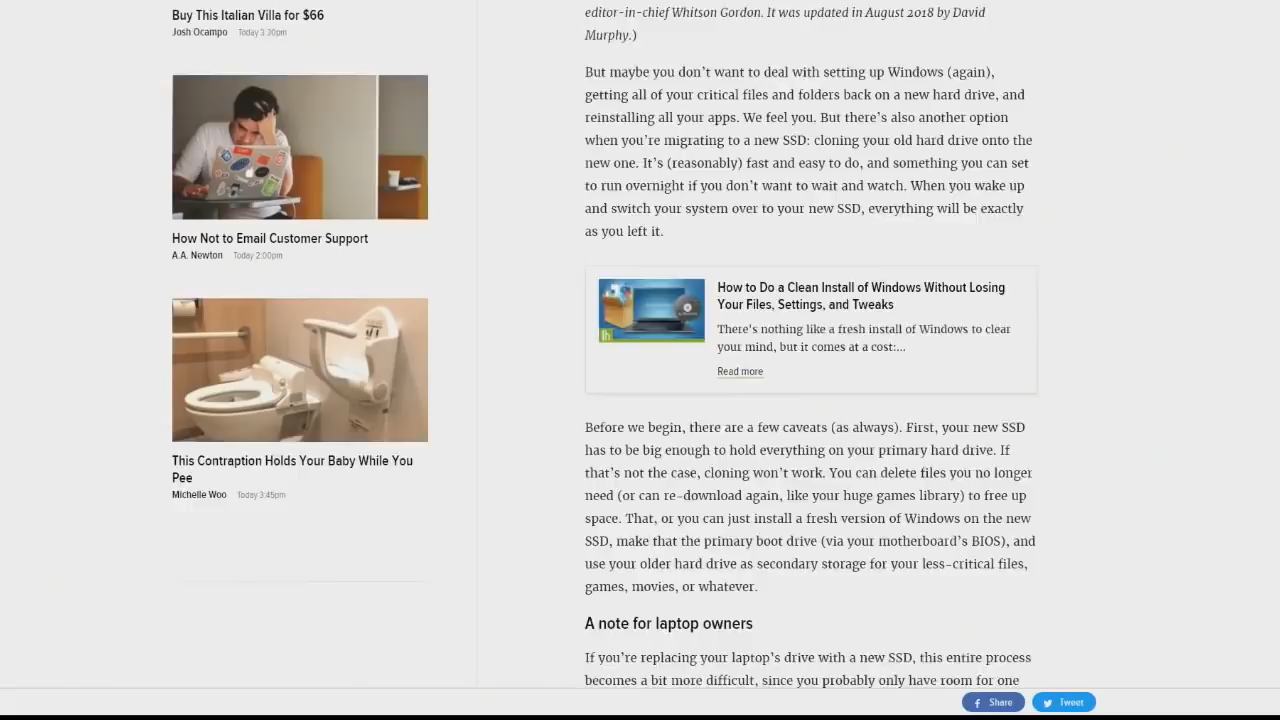 Buy This Italian Villa for $66
Josh Ocampo Today 3:30pm
How Not to Email Customer Support
A.A. Newton Today 2:00pm
This Contraption Holds Your Baby While You
Pee
Michelle Woo Today 3:45pm
editor-in-chief Whitson Gordon. It was updated in August 2018 by David
Murphy.)
But maybe you don't want to deal with setting up Windows (again),
getting all of your critical files and folders back on a new hard drive, and
reinstalling all your apps. We feel you. But there's also another option
when you're migrating to a new SSD: cloning your old hard drive onto the
new one. It's (reasonably) fast and easy to do, and something you can set
to run overnight if you don't want to wait and watch. When you wake up
and switch your system over to your new SSD, everything will be exactly
as you left it.
How to Do a Clean Install of Windows Without Losing
Your Files, Settings, and Tweaks
There's nothing like a fresh install of Windows to clear
your mind, but it comes at a cost:...
Read more
Before we begin, there are a few caveats (as always). First, your new SSD
has to be big enough to hold everything on your primary hard drive. If
that's not the case, cloning won't work. You can delete files you no longer
need (or can re-download again, like your huge games library) to free up
space. That, or you can just install a fresh version of Windows on the new
SSD, make that the primary boot drive (via your motherboard's BIOS), and
use your older hard drive as secondary storage for your less-critical files,
games, movies, or whatever.
A note for laptop owners
If you're replacing your laptop's drive with a new SSD, this entire process
becomes a bit more difficult, since you probably only have room for one
Share Tweet